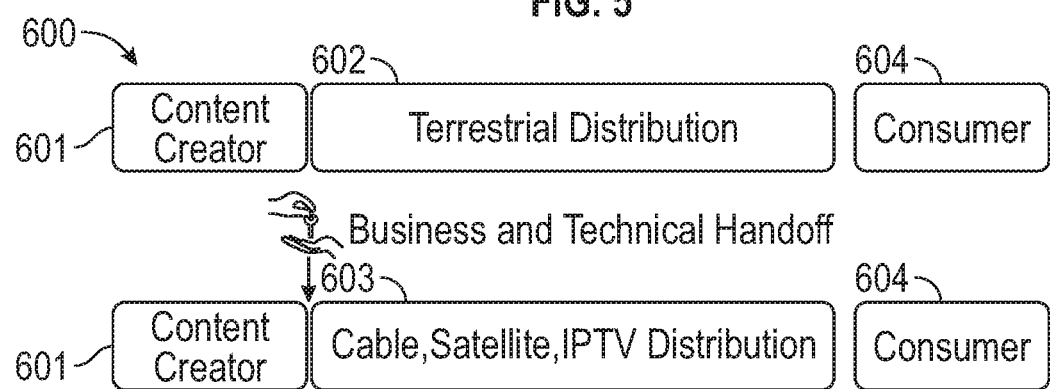 FIG. 5
600
602
604
Content
Creator
Terrestrial Distribution
Consumer
601
Business and Technical Handoff
603
604
Content
Creator
Cable,Satellite,IPTV Distribution
Consumer
601